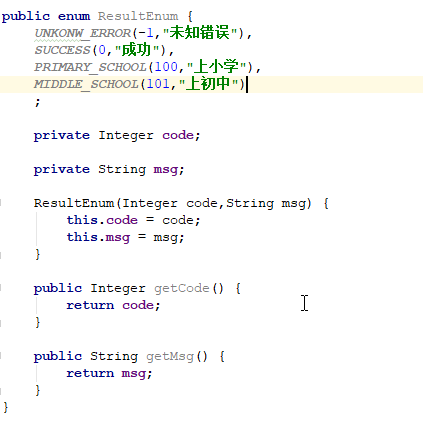 public enum ResultEnum {
    UNKONW_ERROR(-1,"未知错误"),
    SUCCESS(0,"成功"),
    PRIMARY_SCHOOL(100,"上小学"),
    MIDDLE_SCHOOL(101,"上初中")
    ;
    private Integer code;
    private String msg;
    ResultEnum(Integer code,String msg) {
        this.code = code;
        this.msg = msg;
    }
    public Integer getCode() {
        return code;
    }
    public String getMsg() {
        return msg;
    }
}